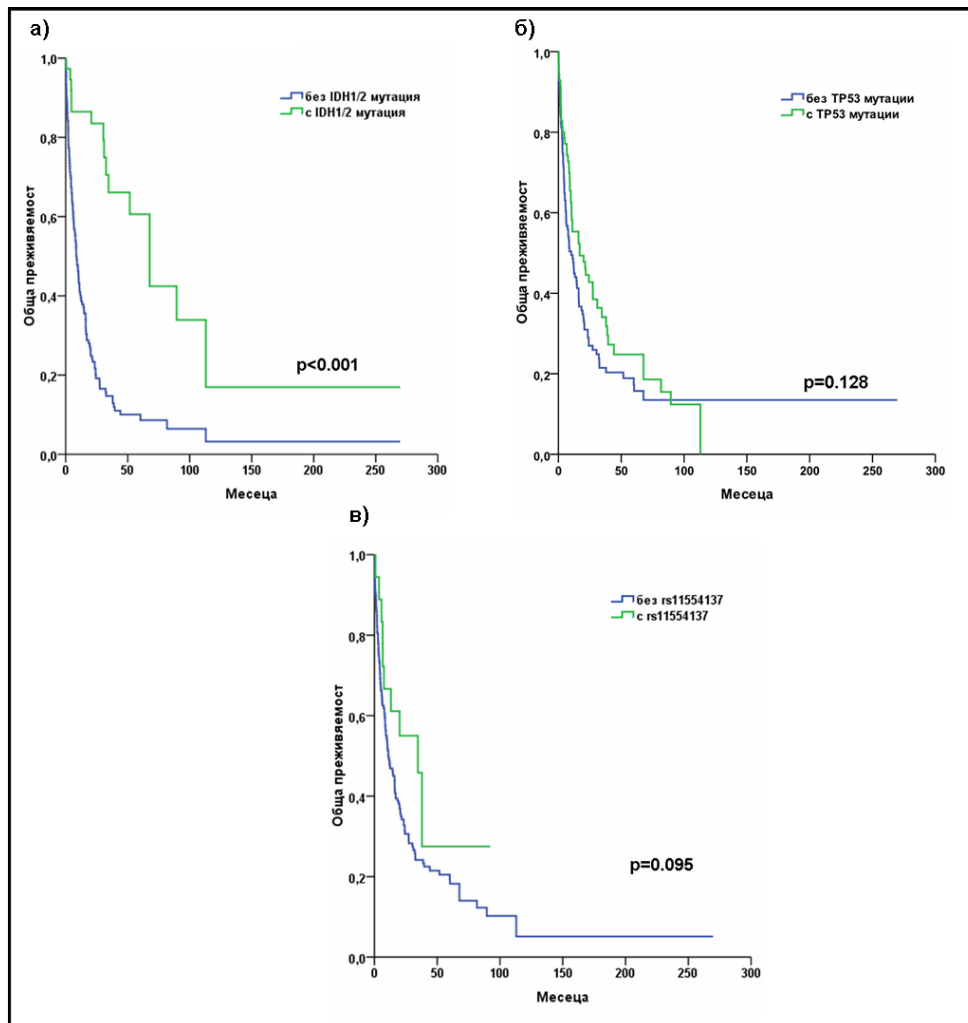 а)
без IDH1/2 мутация
с IDH1/2 мутация
Обща преживяемост
1,0
0,8
0,6
0,4
0,2
0,0
p<0.001
0 50 100 150 200 250 300
Месеца
б)
без TP53 мутации
с TP53 мутации
Обща преживяемост
1,0
0,8
0,6
0,4
0,2
0,0
p=0.128
0 50 100 150 200 250 300
Месеца
в)
без rs11554137
с rs11554137
Обща преживяемост
1,0
0,8
0,6
0,4
0,2
0,0
p=0.095
0 50 100 150 200 250 300
Месеца